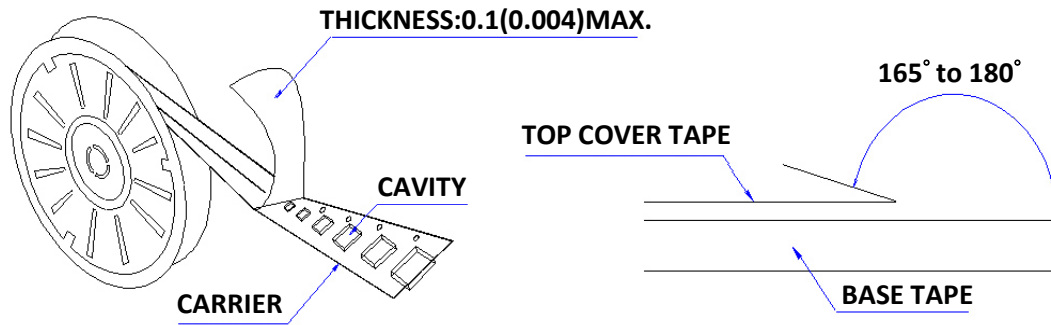 THICKNESS:0.1(0.004)MAX.
165˚ to 180˚
TOP COVER TAPE
CAVITY
CARRIER
BASE TAPE